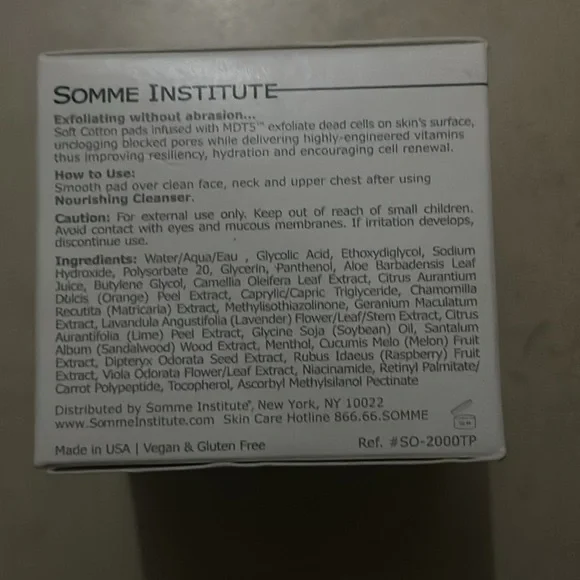 SOMME INSTITUTE
Exfoliating without abrasion...
Soft Cotton pads infused with MDT5™ exfoliate dead cells on skin's surface,
unclogging blocked pores while delivering highly-engineered vitamins
thus improving resiliency, hydration and encouraging cell renewal.
How to Use:
Smooth pad over clean face, neck and upper chest after using
Nourishing Cleanser.
Caution: For external use only. Keep out of reach of small children.
Avoid contact with eyes and mucous membranes. If irritation develops,
discontinue use.
Ingredients: Water/Aqua/Eau , Glycolic Acid, Ethoxydiglycol, Sodium
Hydroxide, Polysorbate 20, Glycerin, Panthenol, Aloe Barbadensis Leaf
Juice, Butylene Glycol, Camellia Oleifera Leaf Extract, Citrus Aurantium
Dulcis (Orange) Peel Extract, Caprylic/Capric Triglyceride, Chamomilla
Recutita (Matricaria) Extract, Methylisothiazolinone, Geranium Maculatum
Extract, Lavandula Angustifolia (Lavender) Flower/Leaf/Stem Extract, Citrus
Aurantifolia (Lime) Peel Extract, Glycine Soja (Soybean) Oil, Santalum
Album (Sandalwood) Wood Extract, Menthol, Cucumis Melo (Melon) Fruit
Extract, Dipteryx Odorata Seed Extract, Rubus Idaeus (Raspberry) Fruit
Extract, Viola Odorata Flower/Leaf Extract, Niacinamide, Retinyl Palmitate/
Carrot Polypeptide, Tocopherol, Ascorbyl Methylsilanol Pectinate
Distributed by Somme Institute®, New York, NY 10022
www.SommeInstitute.com Skin Care Hotline 866.66.SOMME
Made in USA | Vegan & Gluten Free Ref. #SO-2000TP